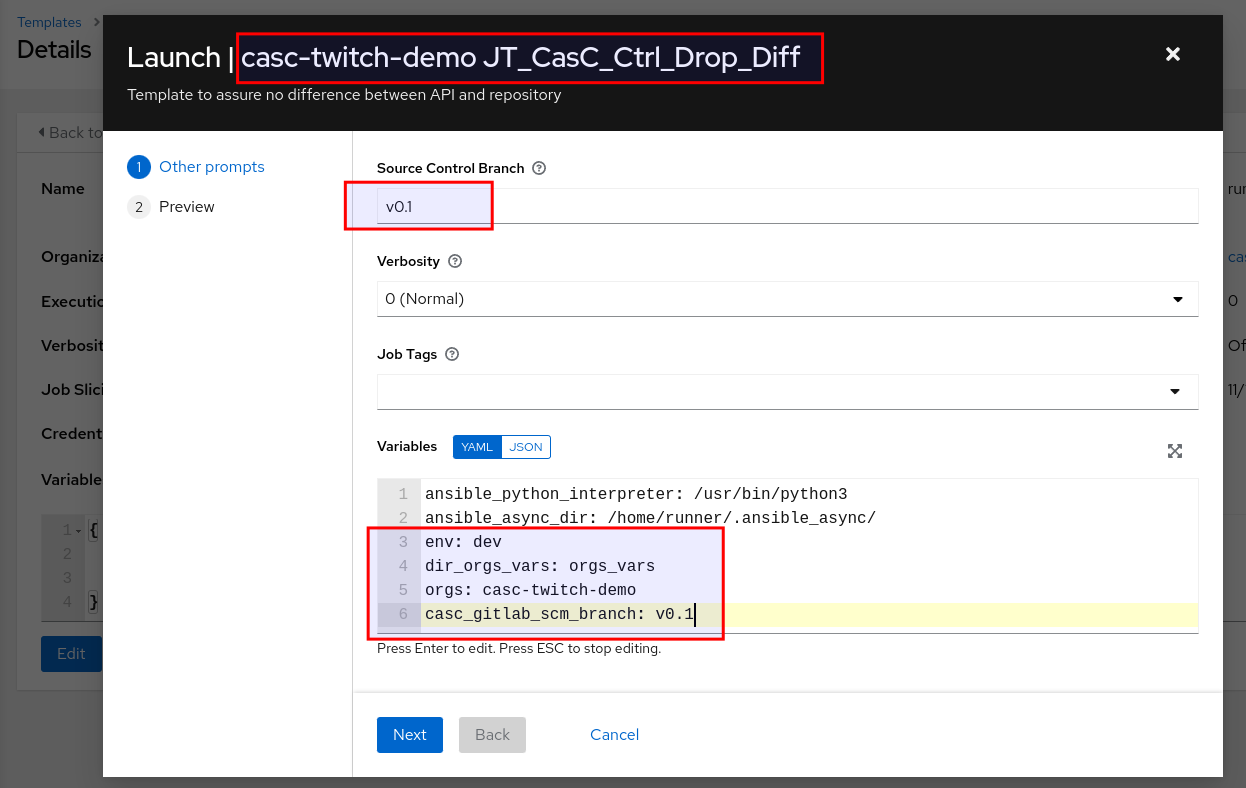 Templates
Details
Launch | casc-twitch-demo JT_CasC_Ctrl_Drop_Diff
Template to assure no difference between API and repository
Back to
Name
Organiza
Executio
Verbosit
Job Slici
Credent
Variable
1
2
3
4
{
}
Edit
1 Other prompts
2 Preview
Source Control Branch
v0.1
Verbosity
0 (Normal)
Job Tags
Variables YAML JSON
1 ansible_python_interpreter: /usr/bin/python3
2 ansible_async_dir: /home/runner/.ansible_async/
3 env: dev
4 dir_orgs_vars: orgs_vars
5 orgs: casc-twitch-demo
6 casc_gitlab_scm_branch: v0.1
Press Enter to edit. Press ESC to stop editing.
Next Back Cancel
run
cas
0
Of
11/